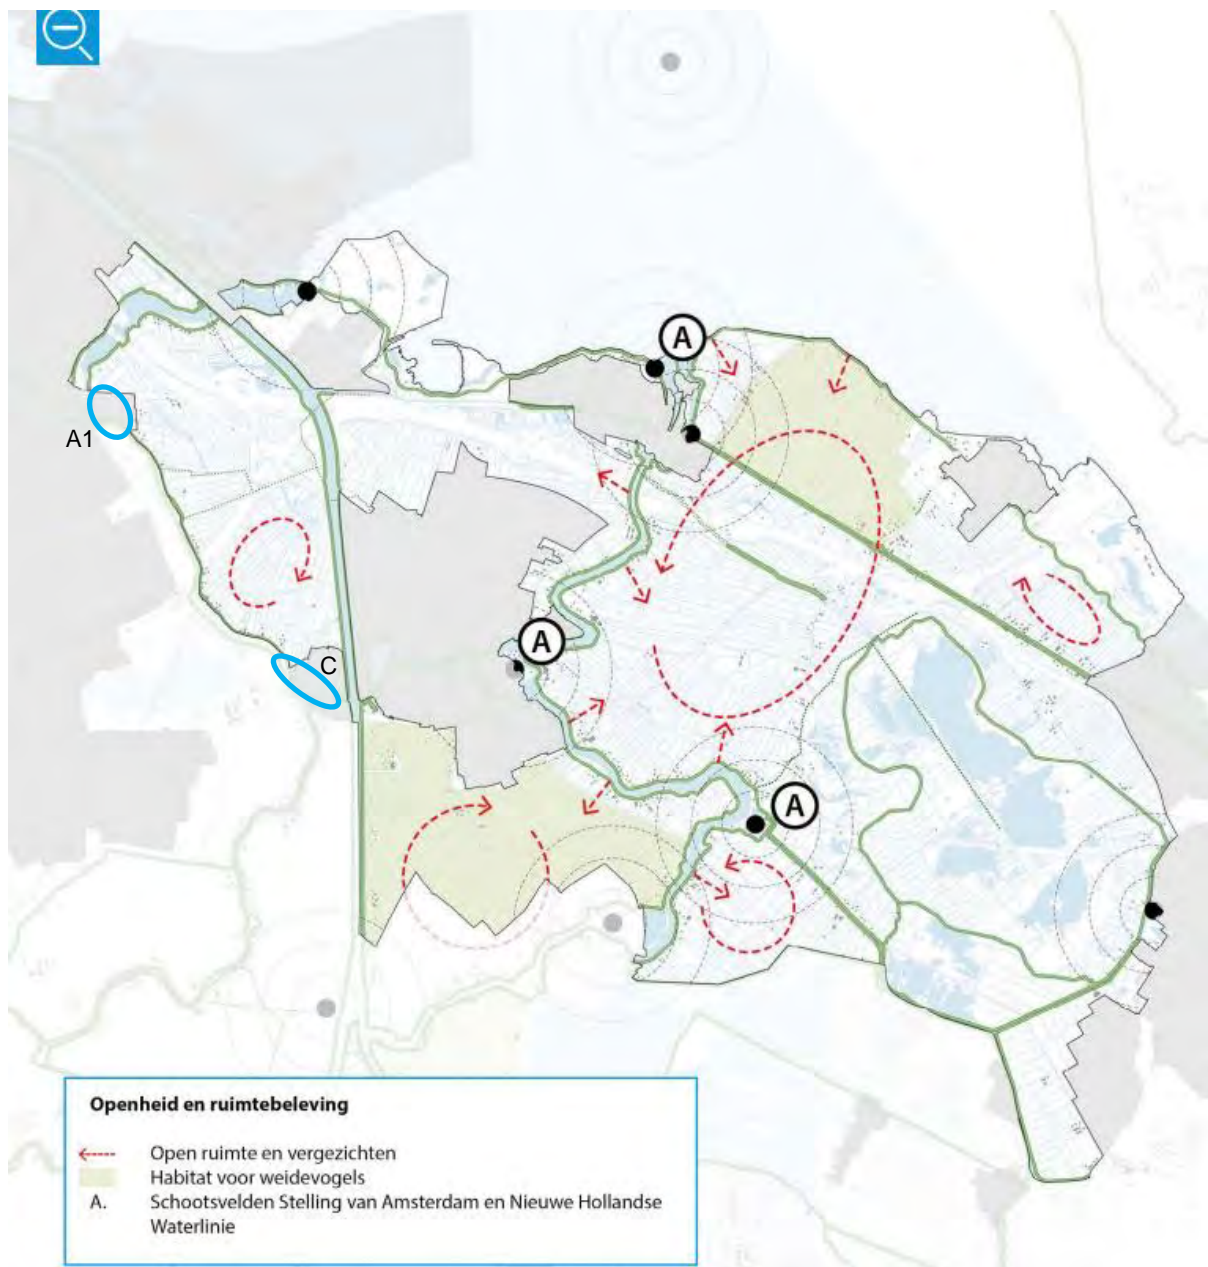 A
A1
A
C
A
Openheid en ruimtebeleving
Open ruimte en vergezichten
Habitat voor weidevogels
A. Schootsvelden Stelling van Amsterdam en Nieuwe Hollandse
Waterlinie